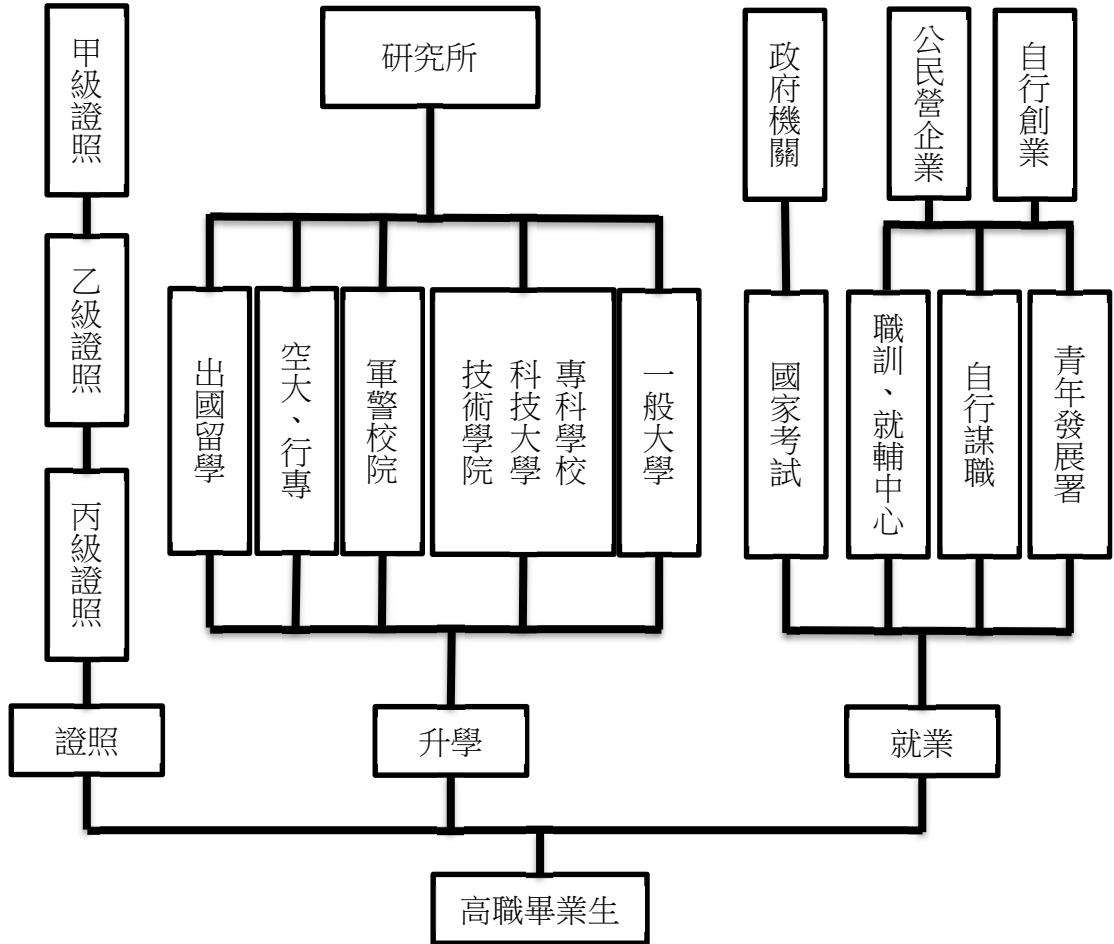 甲級證照
研究所
政府機關
公民營企業
自行創業
乙級證照
出國留學
空大、行專
軍警校院
專科學校
科技大學
技術學院
一般大學
國家考試
職訓、就輔中心
自行謀職
青年發展署
丙級證照
證照
升學
就業
高職畢業生